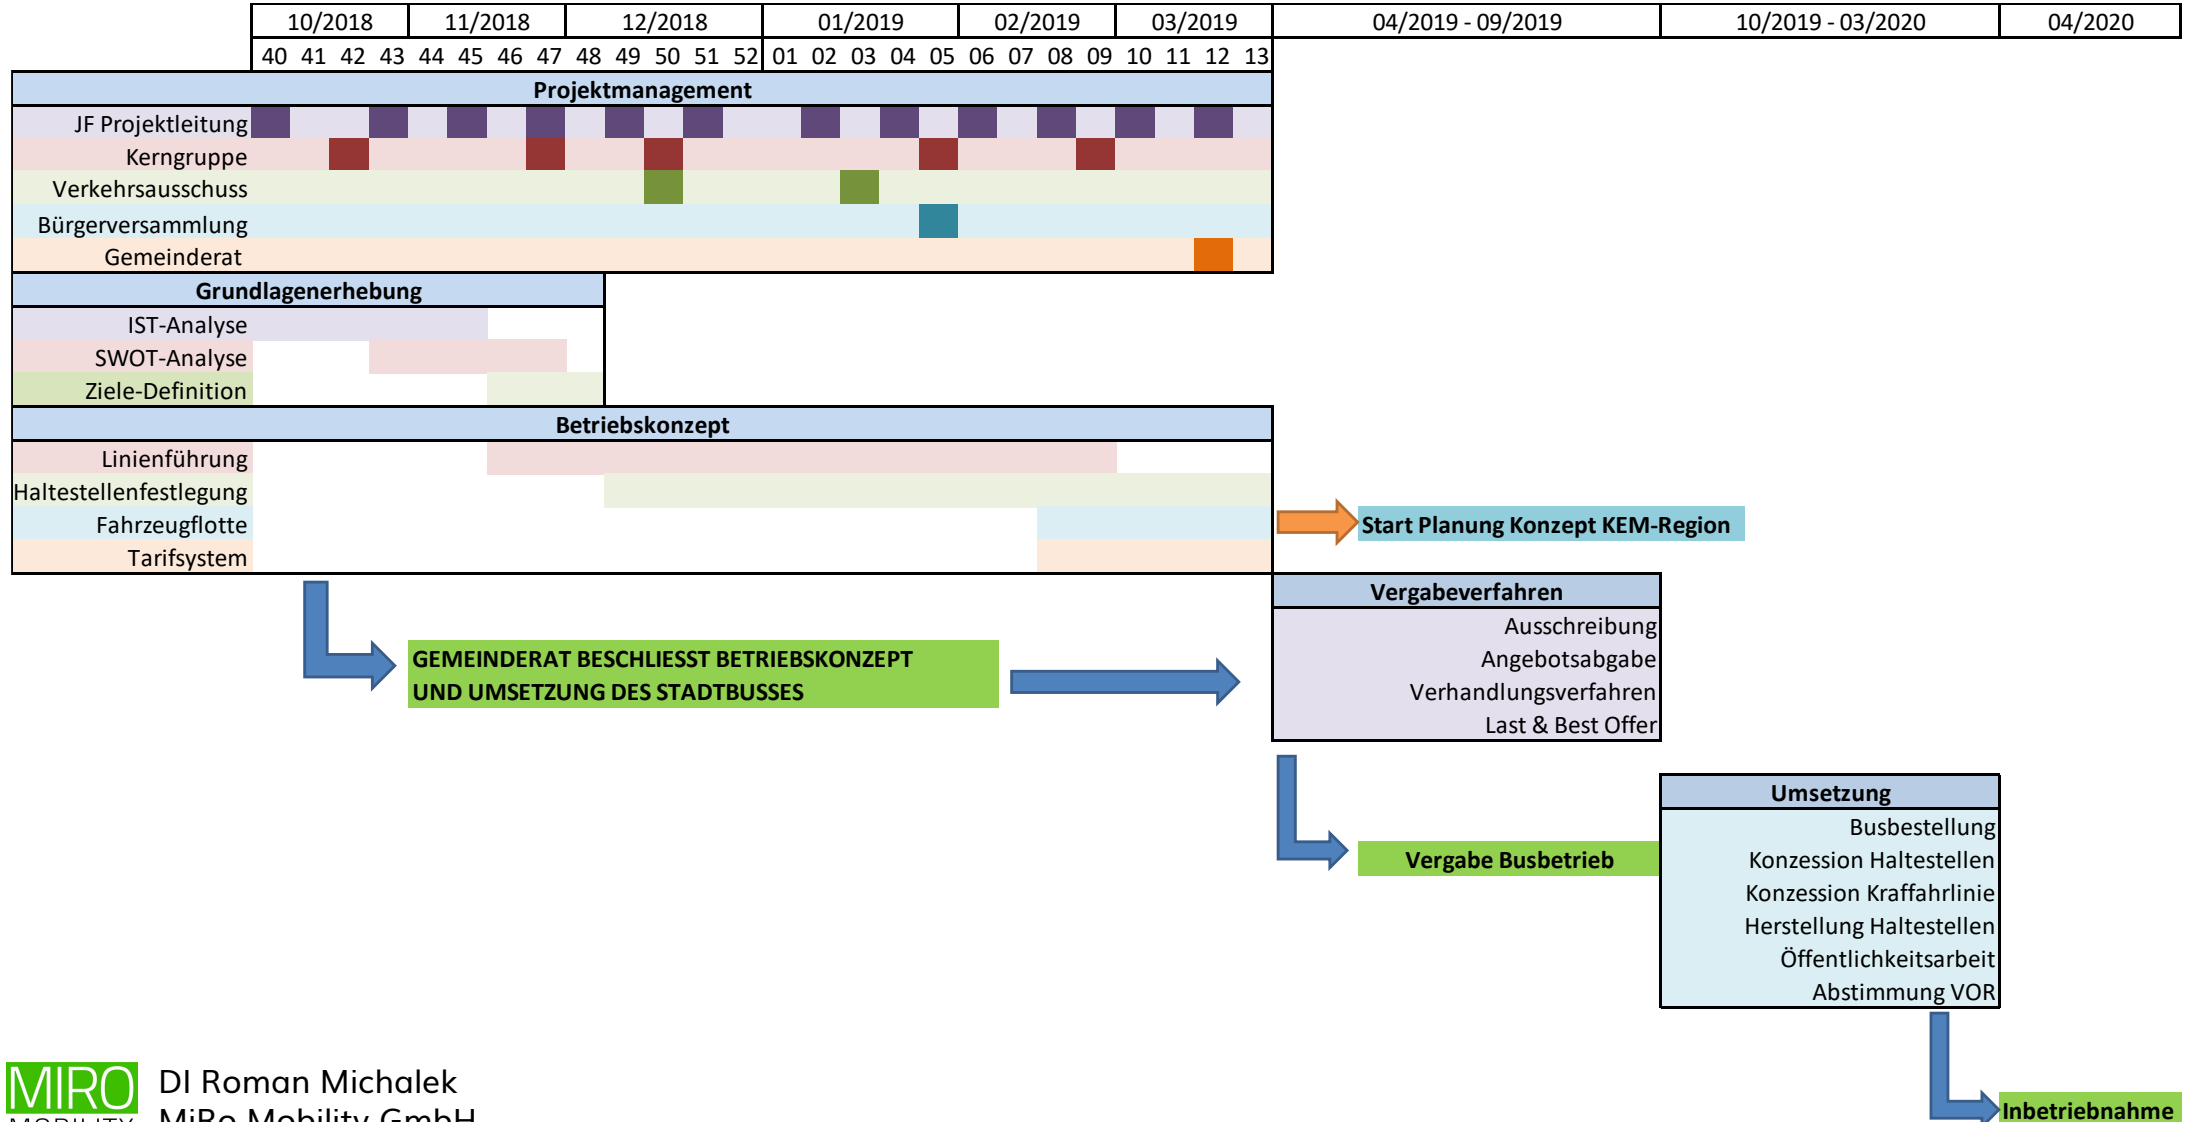 10/2018 11/2018 12/2018 01/2019 02/2019 03/2019 04/2019 - 09/2019 10/2019 - 03/2020 04/2020
40 41 42 43 44 45 46 47 48 49 50 51 52 01 02 03 04 05 06 07 08 09 10 11 12 13
Projektmanagement
JF Projektleitung
Kerngruppe
Verkehrsausschuss
Bürgerversammlung
Gemeinderat
Grundlagenerhebung
IST-Analyse
SWOT-Analyse
Ziele-Definition
Betriebskonzept
Linienführung
Haltestellenfestlegung
Fahrzeugflotte
Start Planung Konzept KEM-Region
Tarifsystem
Vergabeverfahren
Ausschreibung
Angebotsabgabe
Verhandlungsverfahren
Last & Best Offer
GEMEINDERAT BESCHLIESST BETRIEBSKONZEPT
UND UMSETZUNG DES STADTBUSSES
Umsetzung
Busbestellung
Konzession Haltestellen
Konzession Kraffahrlinie
Herstellung Haltestellen
Öffentlichkeitsarbeit
Abstimmung VOR
Vergabe Busbetrieb
Inbetriebnahme
MIRO
MOBILITY
DI Roman Michalek
MiRo Mobility GmbH